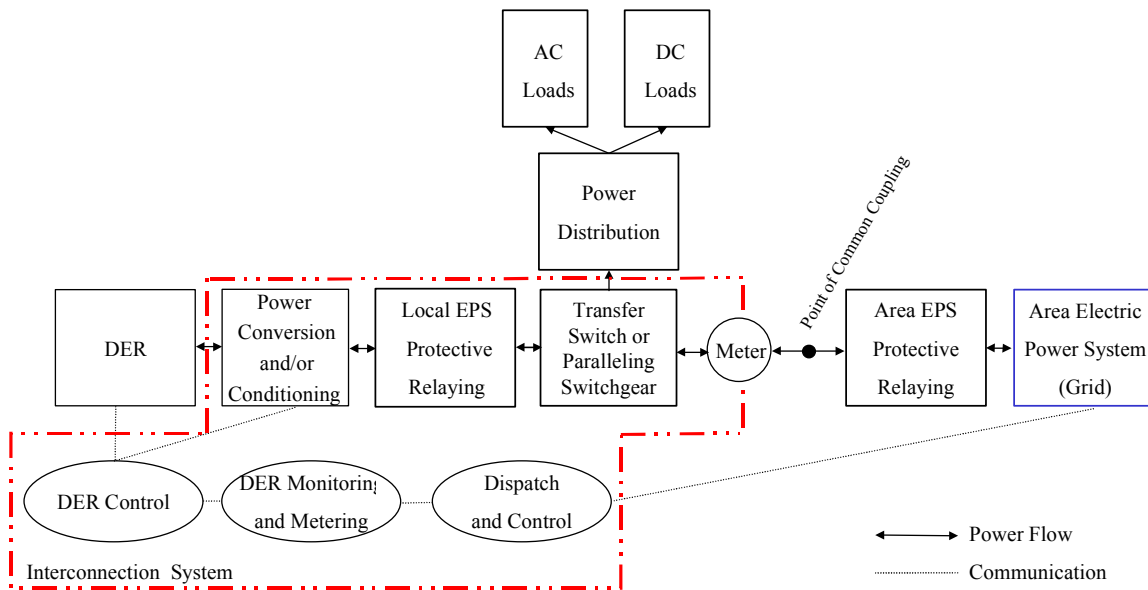 AC
Loads
DC
Loads
Power
Distribution
Point of Common Coupling
DER
Power
Conversion
and/or
Conditioning
Local EPS
Protective
Relaying
Transfer
Switch or
Paralleling
Switchgear
Meter
Area EPS
Protective
Relaying
Area Electric
Power System
(Grid)
DER Control
DER Monitoring
and Metering
Dispatch
and Control
Power Flow
Communication
Interconnection System